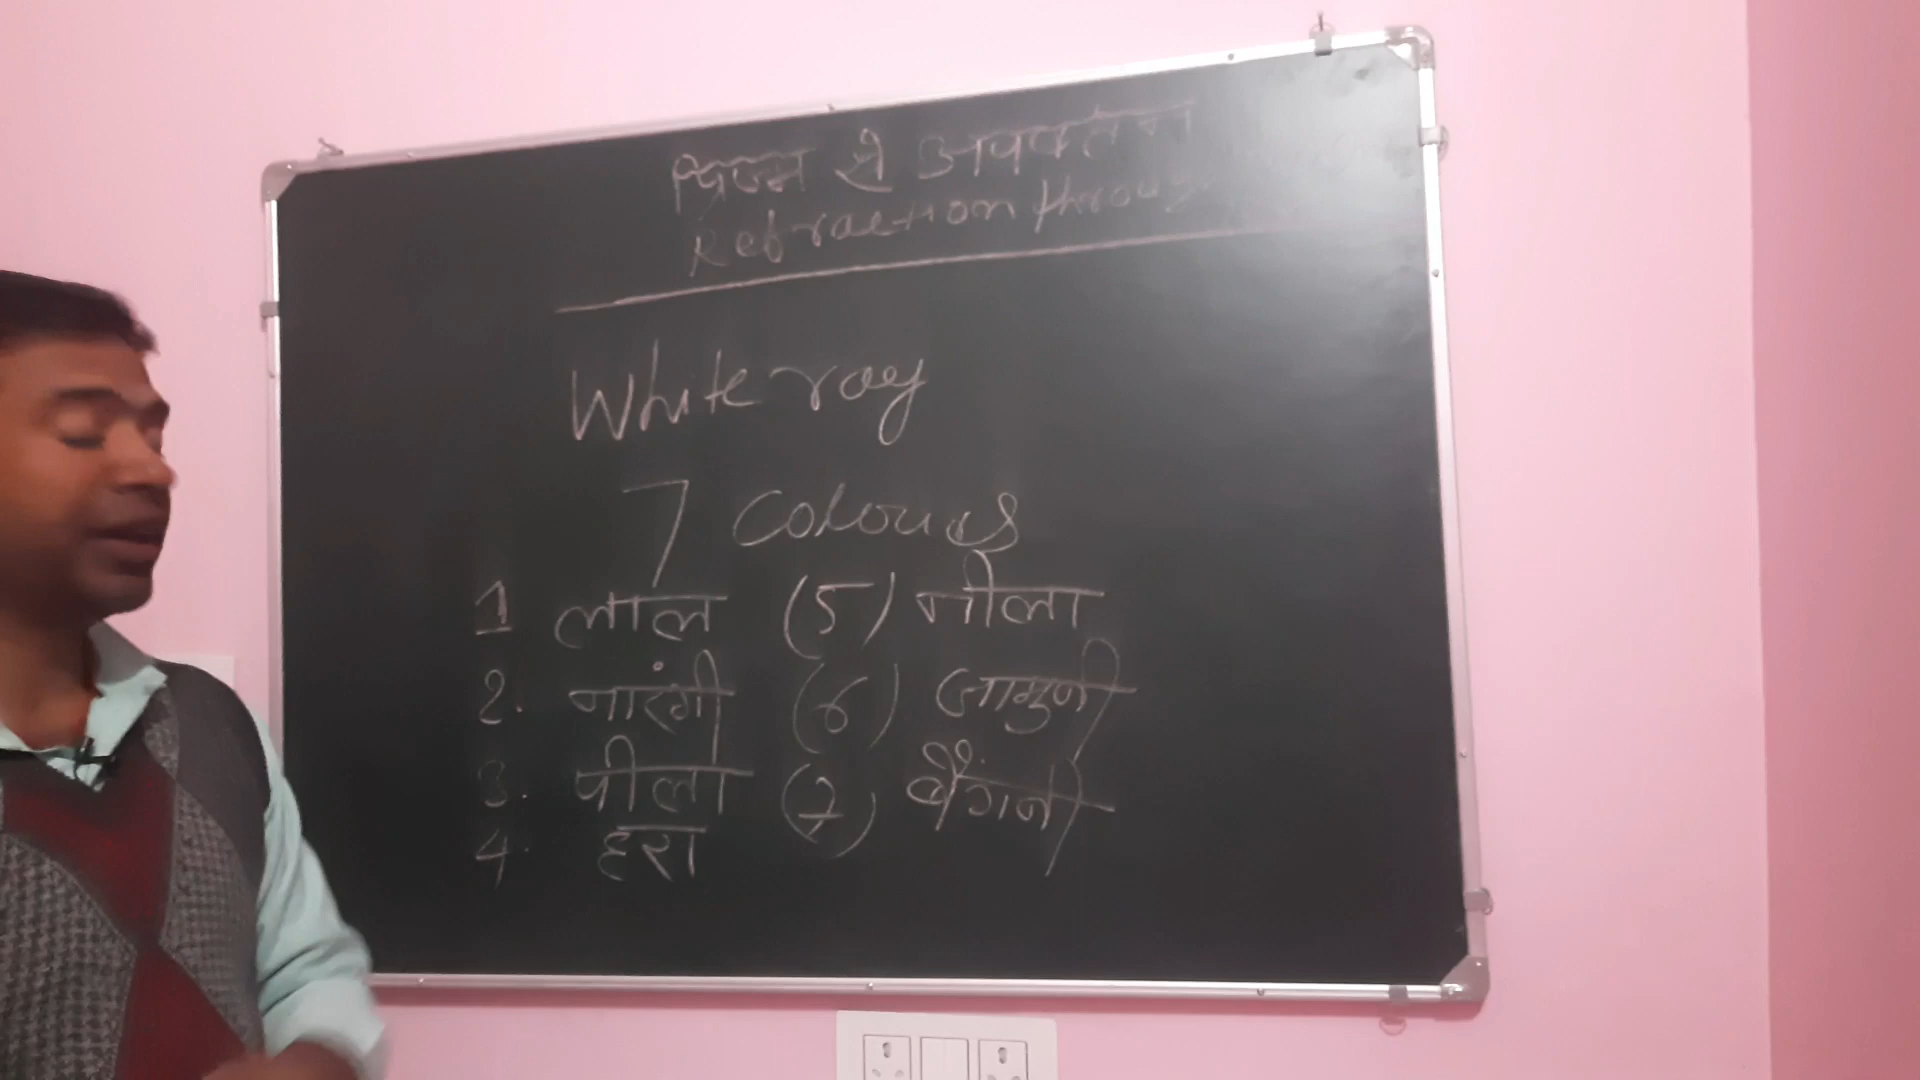 प्रिज्म से अपवर्तन
Refraction through
White ray
7 Colours
1 लाल (5) नीला
2. नारंगी (6) जामुनी
3. पीला (7) बैंगनी
4. हरा